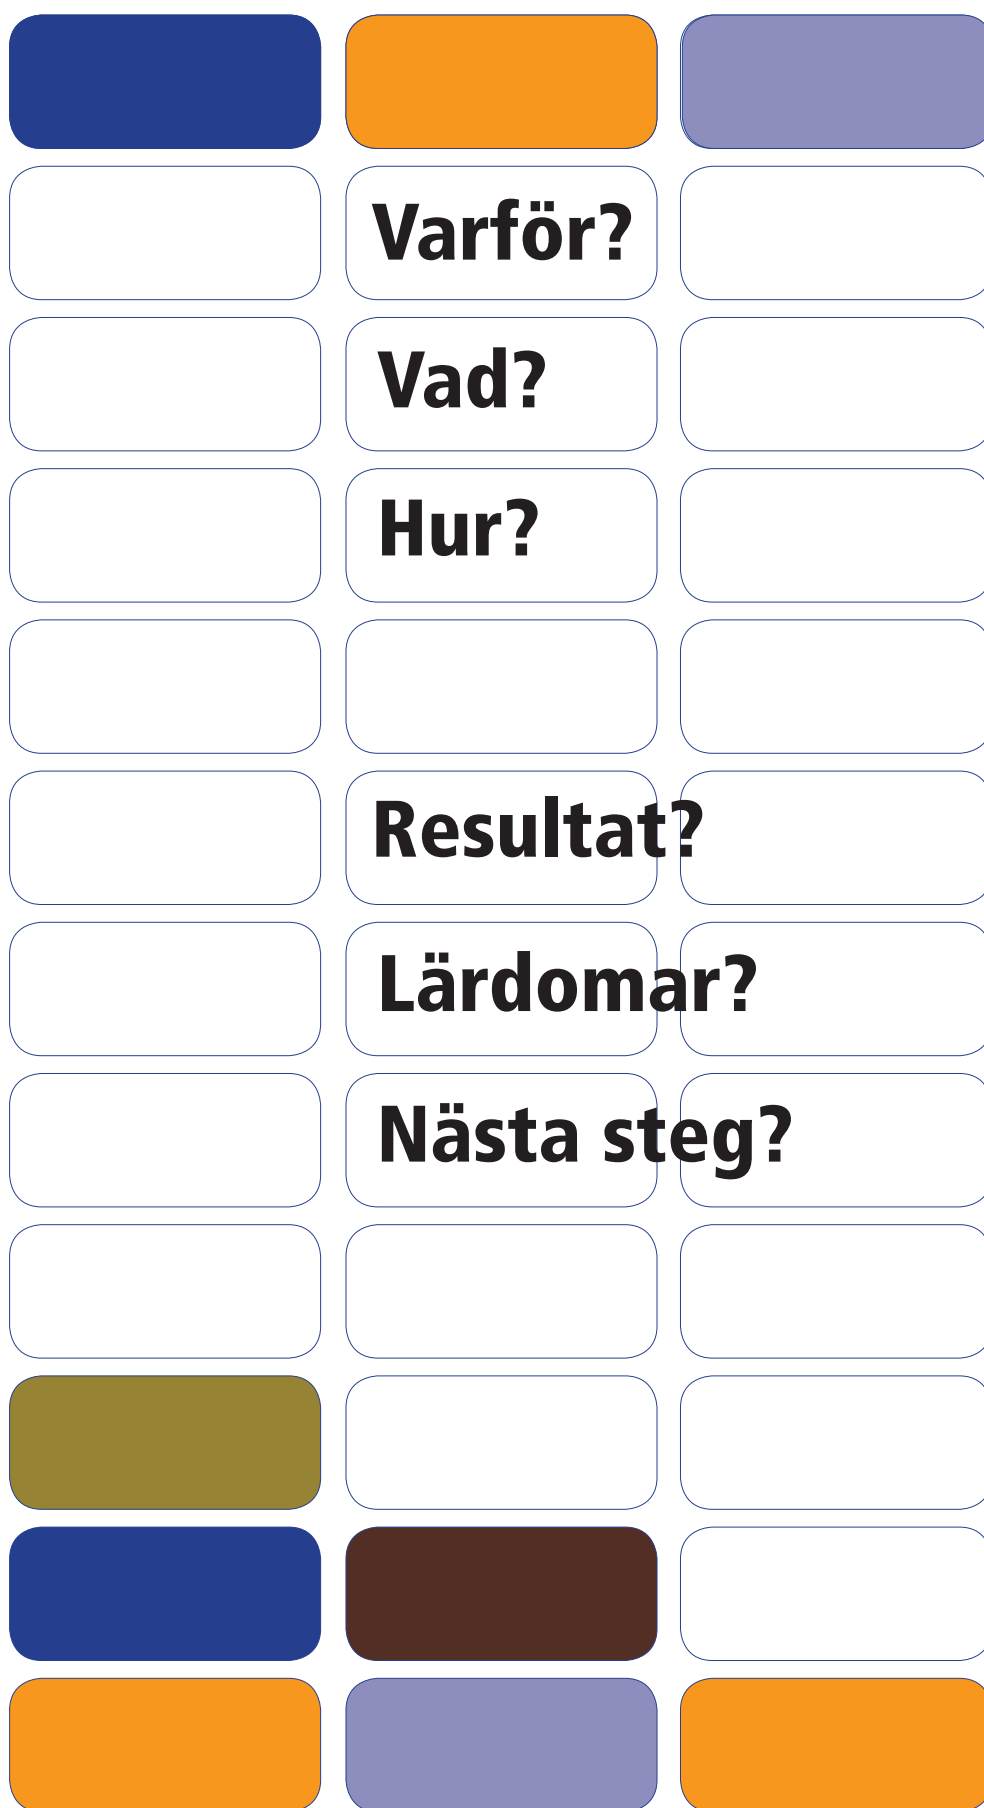 Varför?
Vad?
Hur?
Resultat?
Lärdomar?
Nästa steg?